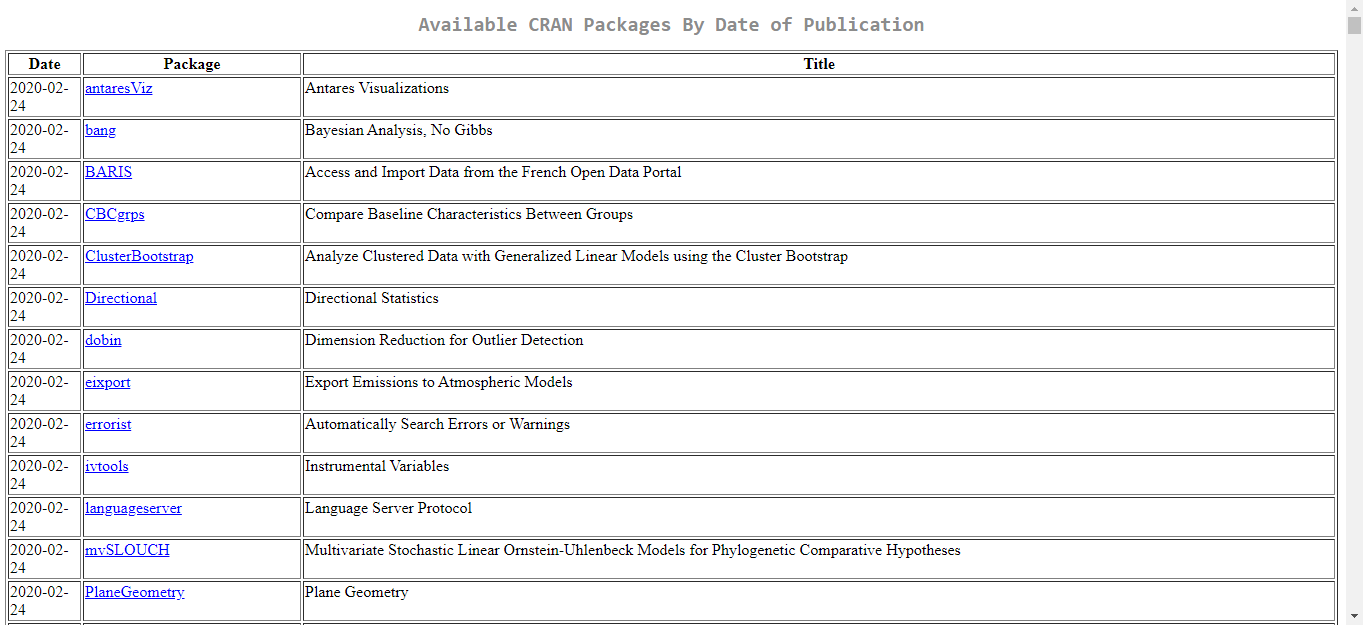 Available CRAN Packages By Date of Publication
Date Package Title
2020-02-24 antaresViz Antares Visualizations
2020-02-24 bang Bayesian Analysis, No Gibbs
2020-02-24 BARIS Access and Import Data from the French Open Data Portal
2020-02-24 CBCgrps Compare Baseline Characteristics Between Groups
2020-02-24 ClusterBootstrap Analyze Clustered Data with Generalized Linear Models using the Cluster Bootstrap
2020-02-24 Directional Directional Statistics
2020-02-24 dobin Dimension Reduction for Outlier Detection
2020-02-24 eixport Export Emissions to Atmospheric Models
2020-02-24 errorist Automatically Search Errors or Warnings
2020-02-24 ivtools Instrumental Variables
2020-02-24 languageserver Language Server Protocol
2020-02-24 mvSLOUCH Multivariate Stochastic Linear Ornstein-Uhlenbeck Models for Phylogenetic Comparative Hypotheses
2020-02-24 PlaneGeometry Plane Geometry